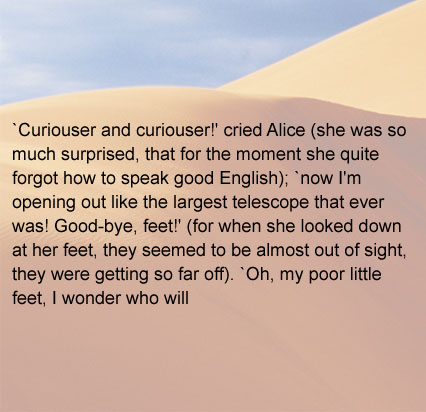 `Curiouser and curiouser!' cried Alice (she was so
much surprised, that for the moment she quite
forgot how to speak good English); `now I'm
opening out like the largest telescope that ever
was! Good-bye, feet!' (for when she looked down
at her feet, they seemed to be almost out of sight,
they were getting so far off). `Oh, my poor little
feet, I wonder who will